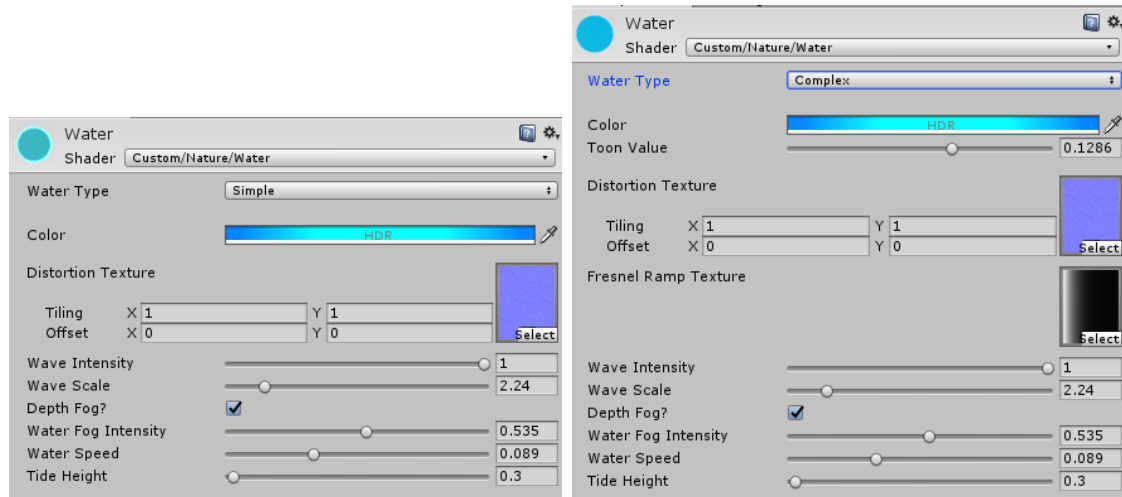 Water
Shader Custom/Nature/Water
Water Type Simple
Color HDR
Distortion Texture
Tiling X 1 Y 1
Offset X 0 Y 0
Select
Wave Intensity 1
Wave Scale 2.24
Depth Fog?
Water Fog Intensity 0.535
Water Speed 0.089
Tide Height 0.3
Water
Shader Custom/Nature/Water
Water Type Complex
Color HDR
Toon Value 0.1286
Distortion Texture
Tiling X 1 Y 1
Offset X 0 Y 0
Select
Fresnel Ramp Texture
Select
Wave Intensity 1
Wave Scale 2.24
Depth Fog?
Water Fog Intensity 0.535
Water Speed 0.089
Tide Height 0.3